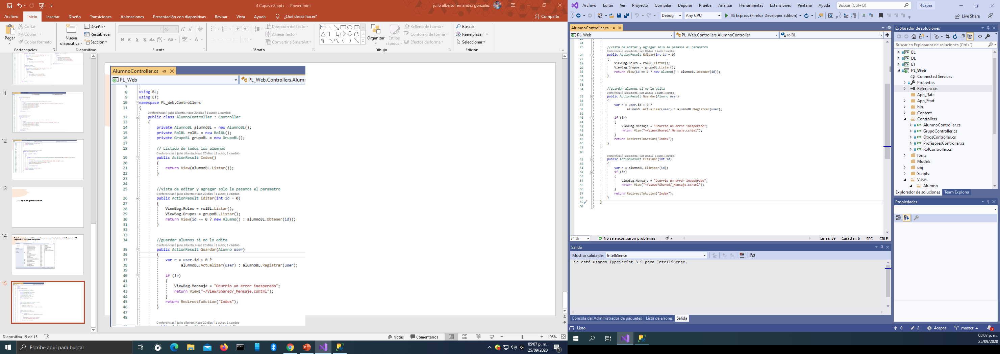 4 Capas c#.pptx - PowerPoint
julio alberto fernandez gonzalez
Archivo
Inicio
Insertar
Diseño
Transiciones
Animaciones
Presentación con diapositivas
Revisar
Vista
Ayuda
¿Qué desea hacer?
Compartir
Pegar
Cortar
Copiar
Copiar formato
Portapapeles
Nueva
diapositiva
Diseño
Restablecer
Sección
Diapositivas
40
N K S S abc AV Aa
Fuente
Dirección del texto
Alinear texto
Convertir a SmartArt
Párrafo
Organizar
Estilos
rápidos
Relleno de forma
Contorno de forma
Efectos de forma
Dibujo
Buscar
Reemplazar
Seleccionar
Edición
11
12
13
14
15
AlumnoController.cs
PL_Web
PL_Web.Controllers.Alumn
7
8 using BL;
9 using ET;
10 namespace PL_Web.Controllers
11 {
0 referencias | julio alberto, Hace 20 días | 1 autor, 1 cambio
12 public class AlumnoController : Controller
13 {
14 private AlumnoBL alumnoBL = new AlumnoBL();
15 private RolBL rolBL = new RolBL();
16 private GrupoBL grupoBL = new GrupoBL();
17
18 // Listado de todos los alumnos
0 referencias | julio alberto, Hace 20 días | 1 autor, 1 cambio
19 public ActionResult Index()
20 {
21 return View(alumnoBL.Listar());
22 }
23
24
25 //vista de editar y agregar solo le pasamos el parametro
0 referencias | julio alberto, Hace 20 días | 1 autor, 1 cambio
26 public ActionResult Editar(int id = 0)
27 {
28 ViewBag.Roles = rolBL.Listar();
29 ViewBag.Grupos = grupoBL.Listar();
30 return View(id == 0 ? new Alumno() : alumnoBL.Obtener(id));
31 }
32
33
34 //guardar alumnos si no lo edita
0 referencias | julio alberto, Hace 20 días | 1 autor, 1 cambio
35 public ActionResult Guardar(Alumno user)
36 {
37 var r = user.id > 0 ?
38 alumnoBL.Actualizar(user) : alumnoBL.Registrar(user);
39
40 if (!r)
41 {
42 ViewBag.Mensaje = "Ocurrio un error inesperado";
43 return View("~/View/Shared/_Mensaje.cshtml");
44 }
45 return RedirectToAction("Index");
46 }
47
48
0 referencias | julio alberto, Hace 20 días | 1 autor, 1 cambio
Diapositiva 15 de 15
Notas
Comentarios
105%
Escribe aquí para buscar
05:07 p. m.
25/09/2020
1
Archivo Editar Ver Proyecto Compilar Depurar Prueba Analizar Herramientas Extensiones Ventana Ayuda
Buscar (Ctrl+Q)
4capas
Debug
Any CPU
IIS Express (Firefox Developer Edition)
Live Share
AlumnoController.cs
PL_Web
PL_Web.Controllers.AlumnoController
rolBL
23
24
25 //vista de editar y agregar solo le pasamos el parametro
0 referencias | julio alberto, Hace 20 días | 1 autor, 1 cambio
26 public ActionResult Editar(int id = 0)
27 {
28 ViewBag.Roles = rolBL.Listar();
29 ViewBag.Grupos = grupoBL.Listar();
30 return View(id == 0 ? new Alumno() : alumnoBL.Obtener(id));
31 }
32
33
34 //guardar alumnos si no lo edita
0 referencias | julio alberto, Hace 20 días | 1 autor, 1 cambio
35 public ActionResult Guardar(Alumno user)
36 {
37 var r = user.id > 0 ?
38 alumnoBL.Actualizar(user) : alumnoBL.Registrar(user);
39
40 if (!r)
41 {
42 ViewBag.Mensaje = "Ocurrio un error inesperado";
43 return View("~/View/Shared/_Mensaje.cshtml");
44 }
45 return RedirectToAction("Index");
46 }
47
48
0 referencias | julio alberto, Hace 20 días | 1 autor, 1 cambio
49 public ActionResult Eliminar(int id)
50 {
51 var r = alumnoBL.Eliminar(id);
52 if (!r)
53 {
54 ViewBag.Mensaje = "Ocurrio un error inesperado";
55 return View("~/Views/Shared/_Mensaje.cshtml");
56 }
57 return RedirectToAction("Index");
58 }
59 }
60 }
74 %
No se encontraron problemas.
Línea: 59
Carácter: 6
SPC
CRLF
Salida
Mostrar salida de:
IntelliSense
Se está usando TypeScript 3.9 para IntelliSense.
Consola del Administrador de paquetes
Lista de errores
Salida
Listo
0
2
4capas
master
3
Explorador de soluciones
Buscar en Explorador de soluciones (Ctrl+´)
BL
DL
ET
PL_Web
Connected Services
Properties
Referencias
App_Data
App_Start
bin
Content
Controllers
AlumnoController.cs
GrupoController.cs
OtrosController.cs
ProfesoresController.cs
RolController.cs
fonts
Models
obj
Scripts
Views
Alumno
Explorador de soluciones
Team Explorer
Propiedades
05:07 p. m.
25/09/2020